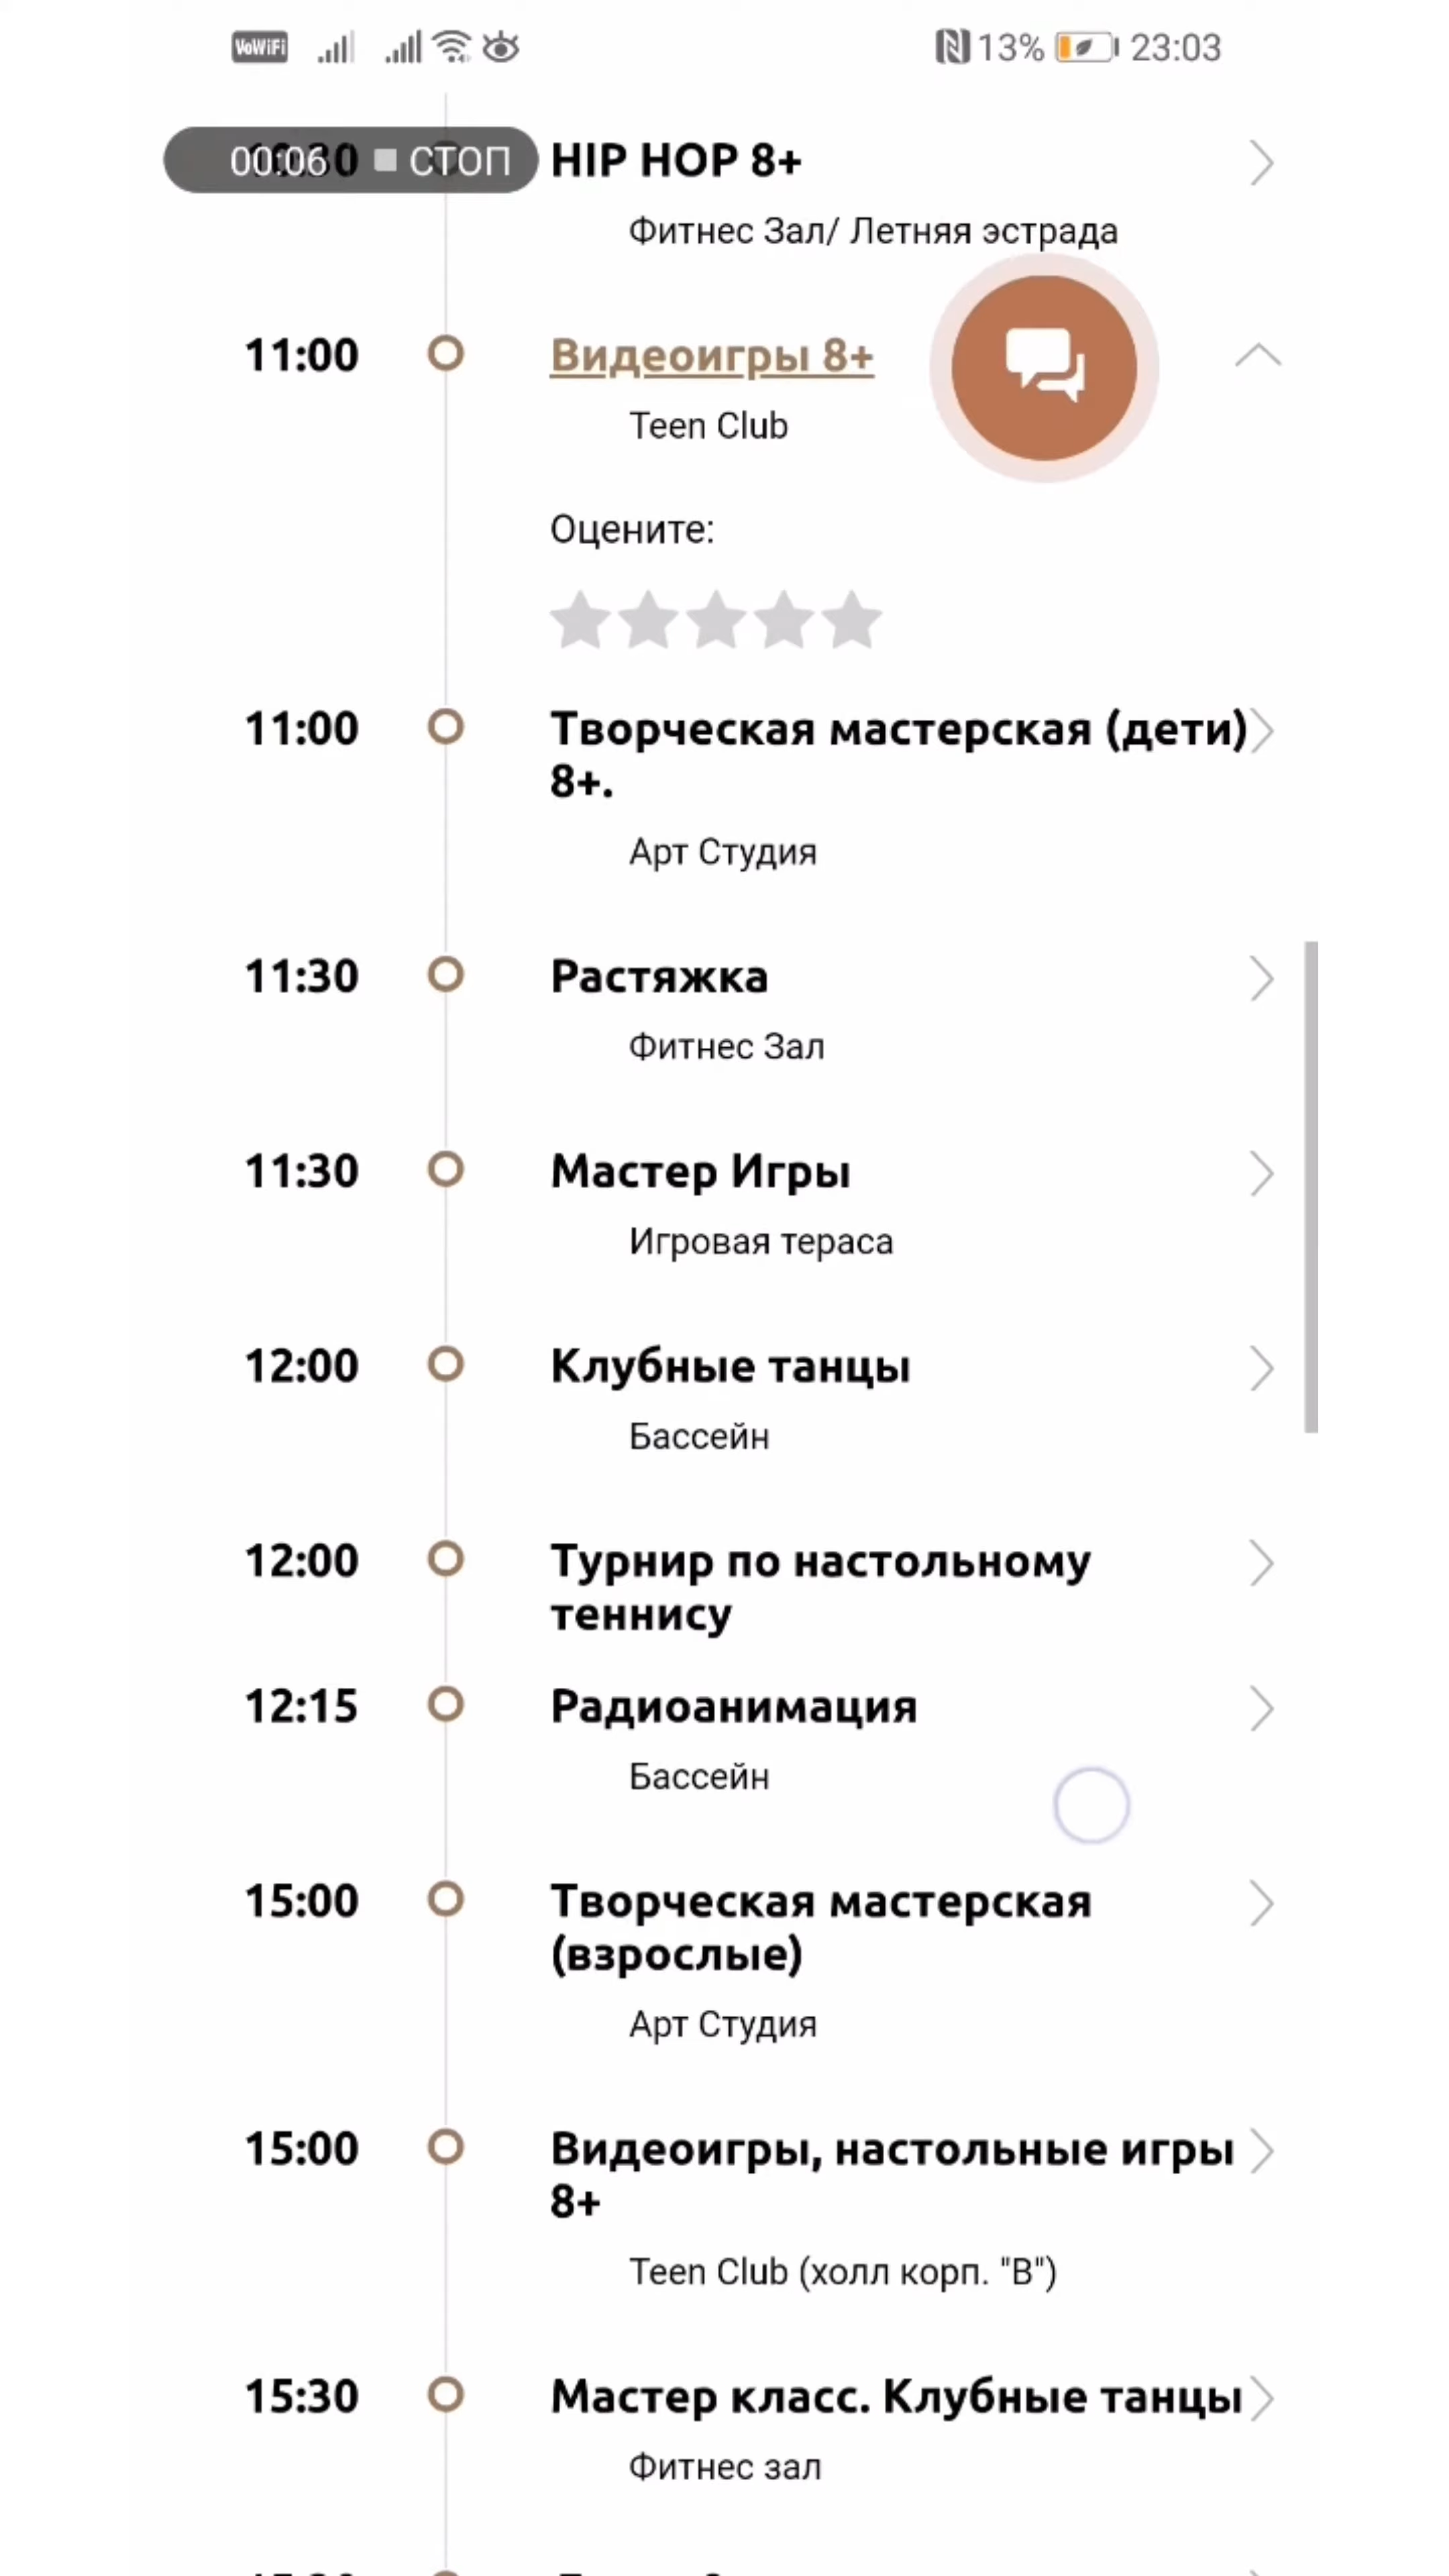 VoWiFi 13% 23:03
00:06 СТОП
HIP HOP 8+
Фитнес Зал/ Летняя эстрада
11:00 Видеоигры 8+
Teen Club
Оцените:
11:00 Творческая мастерская (дети)
8+.
Арт Студия
11:30 Растяжка
Фитнес Зал
11:30 Мастер Игры
Игровая тераса
12:00 Клубные танцы
Бассейн
12:00 Турнир по настольному
теннису
12:15 Радиоанимация
Бассейн
15:00 Творческая мастерская
(взрослые)
Арт Студия
15:00 Видеоигры, настольные игры
8+
Teen Club (холл корп. "В")
15:30 Мастер класс. Клубные танцы
Фитнес зал